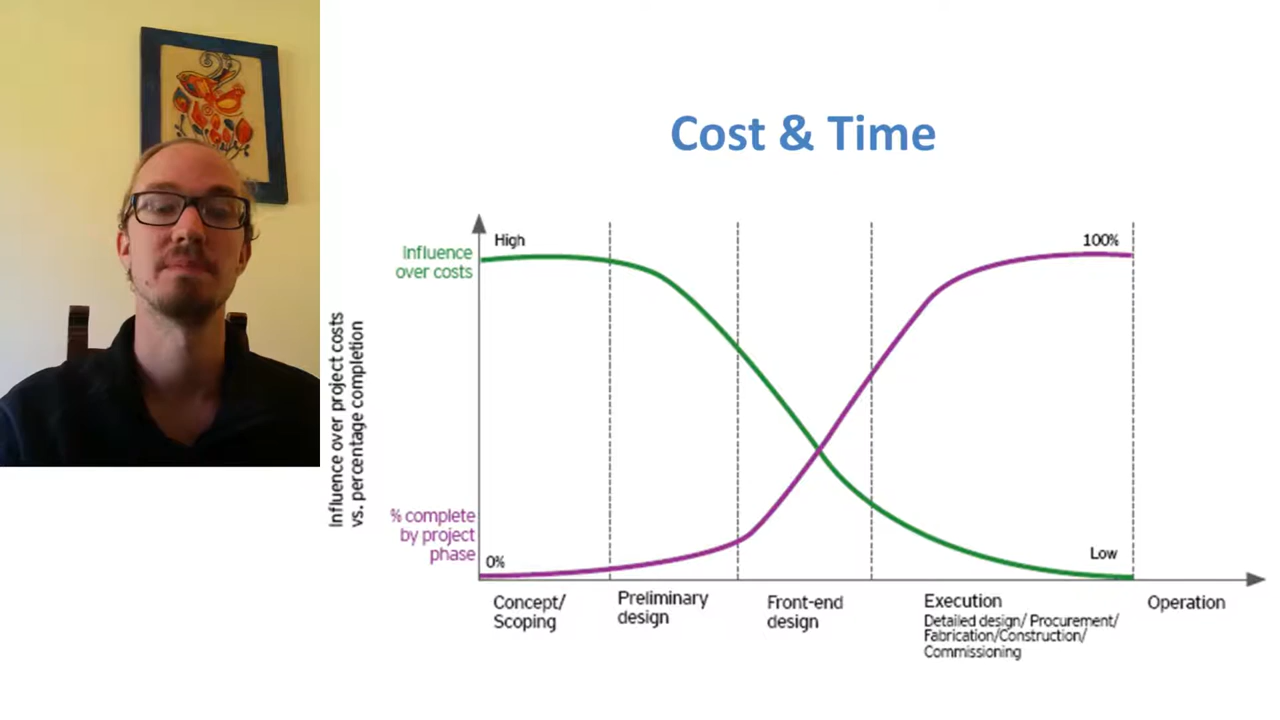 Cost & Time
High
100%
Influence
over costs
Influence over project costs
vs. percentage completion
% complete
by project
phase
0%
Low
Concept/
Scoping
Preliminary
design
Front-end
design
Execution
Detailed design/ Procurement/
Fabrication/Construction/
Commissioning
Operation